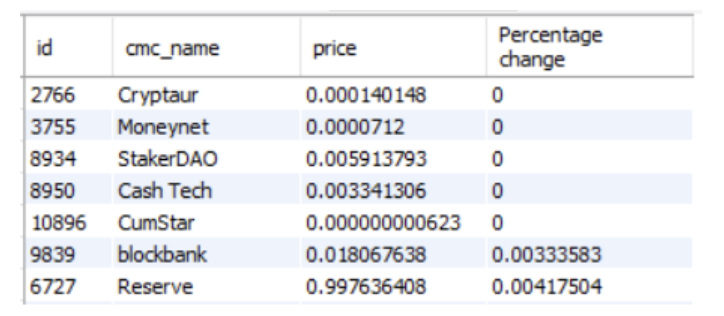 id cmc_name price Percentage change
2766 Cryptaur 0.000140148 0
3755 Moneynet 0.0000712 0
8934 StakerDAO 0.005913793 0
8950 Cash Tech 0.003341306 0
10896 CumStar 0.000000000623 0
9839 blockbank 0.018067638 0.00333583
6727 Reserve 0.997636408 0.00417504